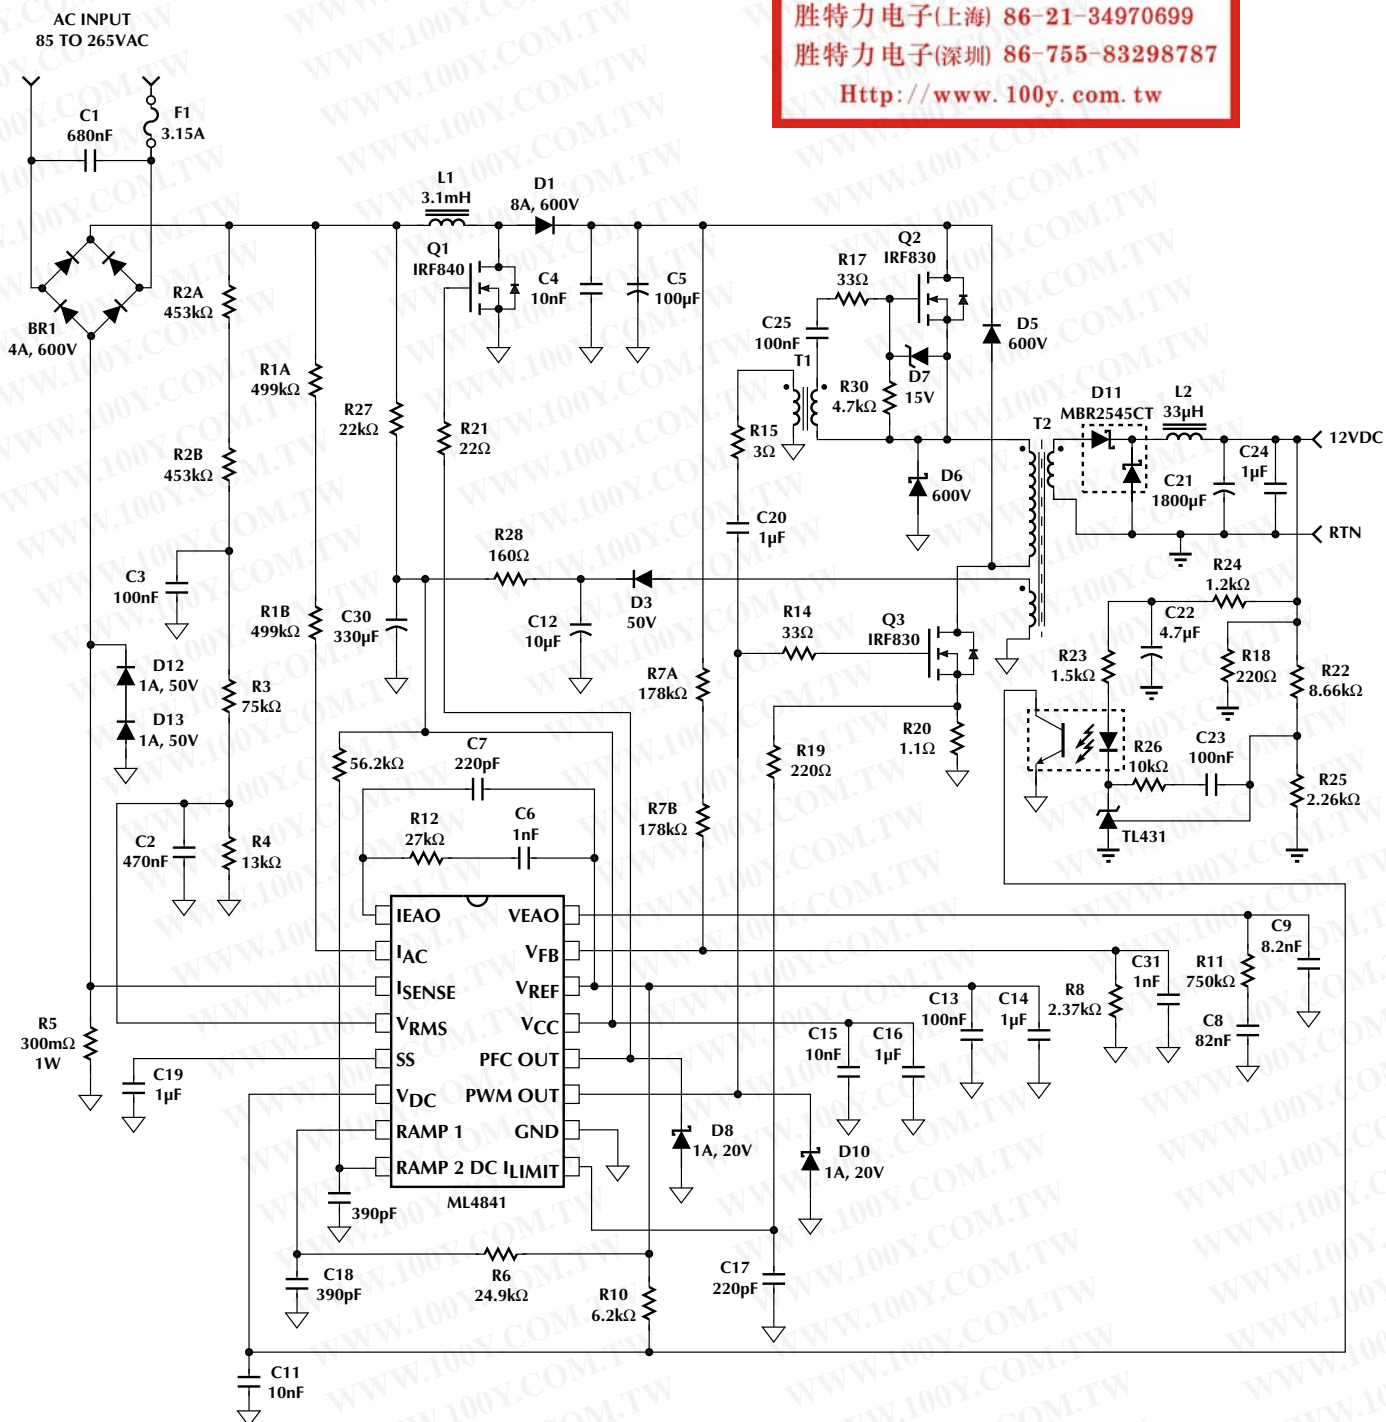 胜特力电子(上海) 86-21-34970699
胜特力电子(深圳) 86-755-83298787
Http://www.100y.com.tw
AC INPUT
85 TO 265VAC
C1
680nF
F1
3.15A
L1
3.1mH
D1
8A, 600V
Q1
IRF840
C4
10nF
C5
100µF
Q2
IRF830
R17
33Ω
C25
100nF
T1
D7
15V
R30
4.7kΩ
D5
600V
BR1
4A, 600V
R2A
453kΩ
R1A
499kΩ
R27
22kΩ
R21
22Ω
R15
3Ω
D6
600V
T2
D11
MBR2545CT
L2
33µH
12VDC
C24
1µF
C21
1800µF
RTN
R2B
453kΩ
C20
1µF
R28
160Ω
C3
100nF
R1B
499kΩ
C30
330µF
C12
10µF
D3
50V
R14
33Ω
Q3
IRF830
R24
1.2kΩ
C22
4.7µF
R23
1.5kΩ
R18
220Ω
R22
8.66kΩ
D12
1A, 50V
D13
1A, 50V
R3
75kΩ
R7A
178kΩ
R20
1.1Ω
R19
220Ω
56.2kΩ
C7
220pF
R12
27kΩ
C6
1nF
R7B
178kΩ
R26
10kΩ
C23
100nF
R25
2.26kΩ
TL431
C2
470nF
R4
13kΩ
IEAO
VEAO
IAC
VFB
ISENSE
VREF
VRMS
VCC
SS
PFC OUT
VDC
PWM OUT
RAMP 1
GND
RAMP 2
DC ILIMIT
ML4841
R5
300mΩ
1W
C19
1µF
C9
8.2nF
C31
1nF
R11
750kΩ
R8
2.37kΩ
C8
82nF
C13
100nF
C14
1µF
C15
10nF
C16
1µF
D8
1A, 20V
D10
1A, 20V
390pF
C18
390pF
R6
24.9kΩ
R10
6.2kΩ
C17
220pF
C11
10nF
WWW.100Y.COM.TW